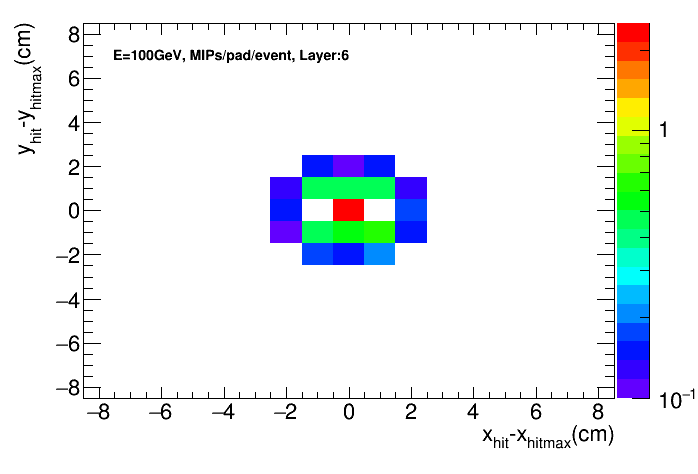 E=100GeV, MIPs/pad/event, Layer:6
y_hit-y_hitmax(cm)
8
6
4
2
0
−2
−4
−6
−8
−8 −6 −4 −2 0 2 4 6 8
x_hit-x_hitmax(cm)
1
10^−1